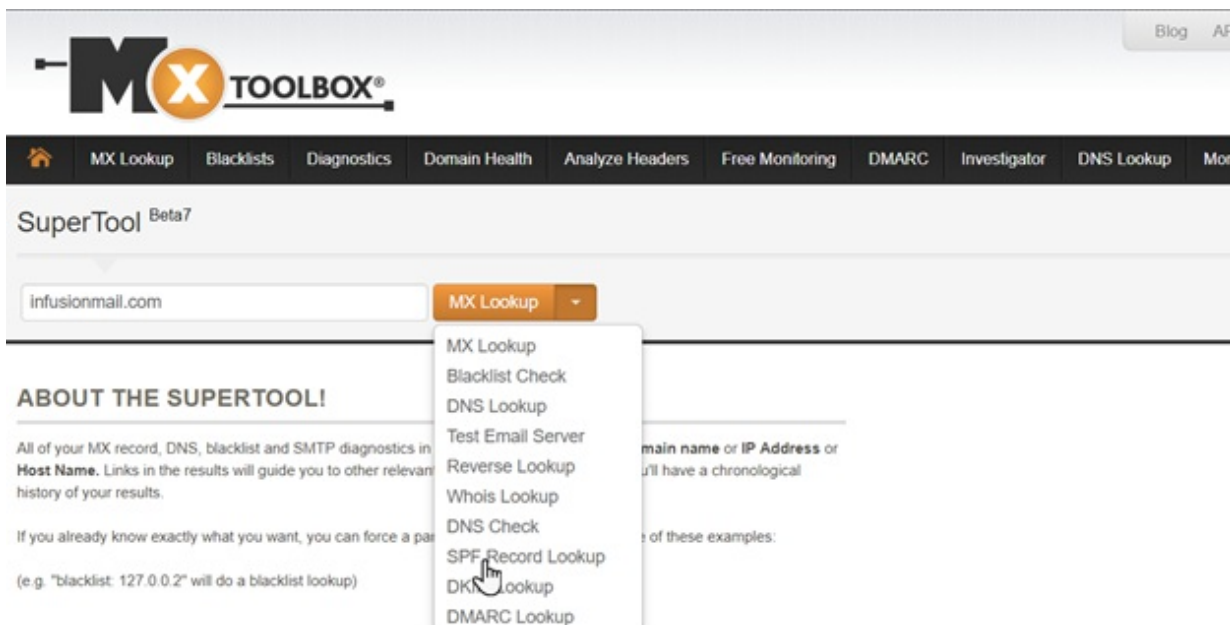 Blog
MX TOOLBOX®
MX Lookup Blacklists Diagnostics Domain Health Analyze Headers Free Monitoring DMARC Investigator DNS Lookup
SuperTool Beta7
infusionmail.com MX Lookup
MX Lookup
Blacklist Check
DNS Lookup
Test Email Server
Reverse Lookup
Whois Lookup
DNS Check
SPF Record Lookup
Lookup
DMARC Lookup
ABOUT THE SUPERTOOL!
All of your MX record, DNS, blacklist and SMTP diagnostics in main name or IP Address or
Host Name. Links in the results will guide you to other relevant u'll have a chronological
history of your results.
If you already know exactly what you want, you can force a par of these examples:
(e.g. "blacklist: 127.0.0.2" will do a blacklist lookup)